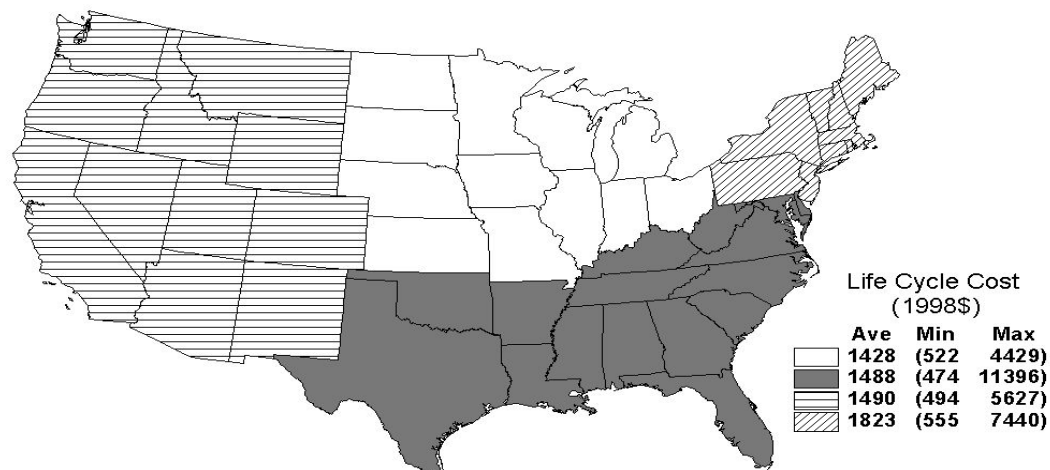 Life Cycle Cost
(1998$)
Ave Min Max
1428 (522 4429)
1488 (474 11396)
1490 (494 5627)
1823 (555 7440)